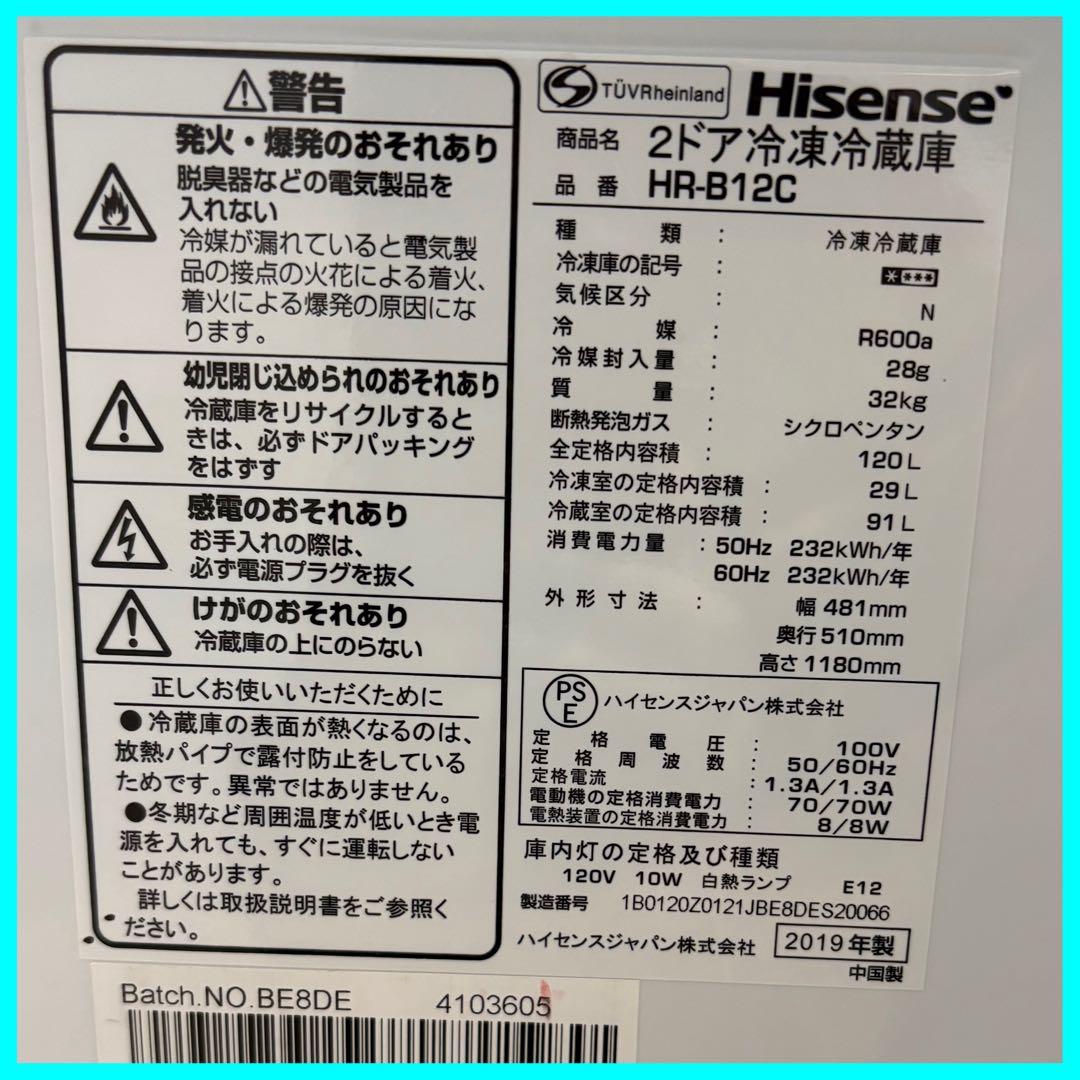 警告
発火・爆発のおそれあり
脱臭器などの電気製品を
入れない
冷媒が漏れていると電気製
品の接点の火花による着火、
着火による爆発の原因にな
ります。
幼児閉じ込められのおそれあり
冷蔵庫をリサイクルすると
きは、必ずドアパッキング
をはずす
感電のおそれあり
お手入れの際は、
必ず電源プラグを抜く
けがのおそれあり
冷蔵庫の上にのらない
正しくお使いいただくために
●冷蔵庫の表面が熱くなるのは、
放熱パイプで露付防止をしている
ためです。異常ではありません。
●冬期など周囲温度が低いとき電
源を入れても、すぐに運転しない
ことがあります。
詳しくは取扱説明書をご参照く
ださい。
TÜVRheinland Hisense
商品名 2ドア冷凍冷蔵庫
品番 HR-B12C
種類 : 冷凍冷蔵庫
冷凍庫の記号 : ****
気候区分 : N
冷媒 : R600a
冷媒封入量 : 28g
質量 : 32kg
断熱発泡ガス : シクロペンタン
全定格内容積 : 120L
冷凍室の定格内容積 : 29L
冷蔵室の定格内容積 : 91L
消費電力量 : 50Hz 232kWh/年
60Hz 232kWh/年
外形寸法 : 幅 481mm
奥行 510mm
高さ 1180mm
PSE ハイセンスジャパン株式会社
定格電圧 : 100V
定格周波数 : 50/60Hz
定格電流 : 1.3A/1.3A
電動機の定格消費電力 : 70/70W
電熱装置の定格消費電力 : 8/8W
庫内灯の定格及び種類
120V 10W 白熱ランプ E12
製造番号 1B0120Z0121JBE8DES20066
ハイセンスジャパン株式会社 2019年製
中国製
Batch.NO.BE8DE 4103605